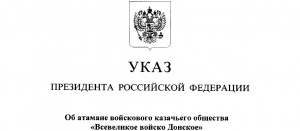 УКАЗ
ПРЕЗИДЕНТА РОССИЙСКОЙ ФЕДЕРАЦИИ
Об атамане войскового казачьего общества
«Всевеликое войско Донское»